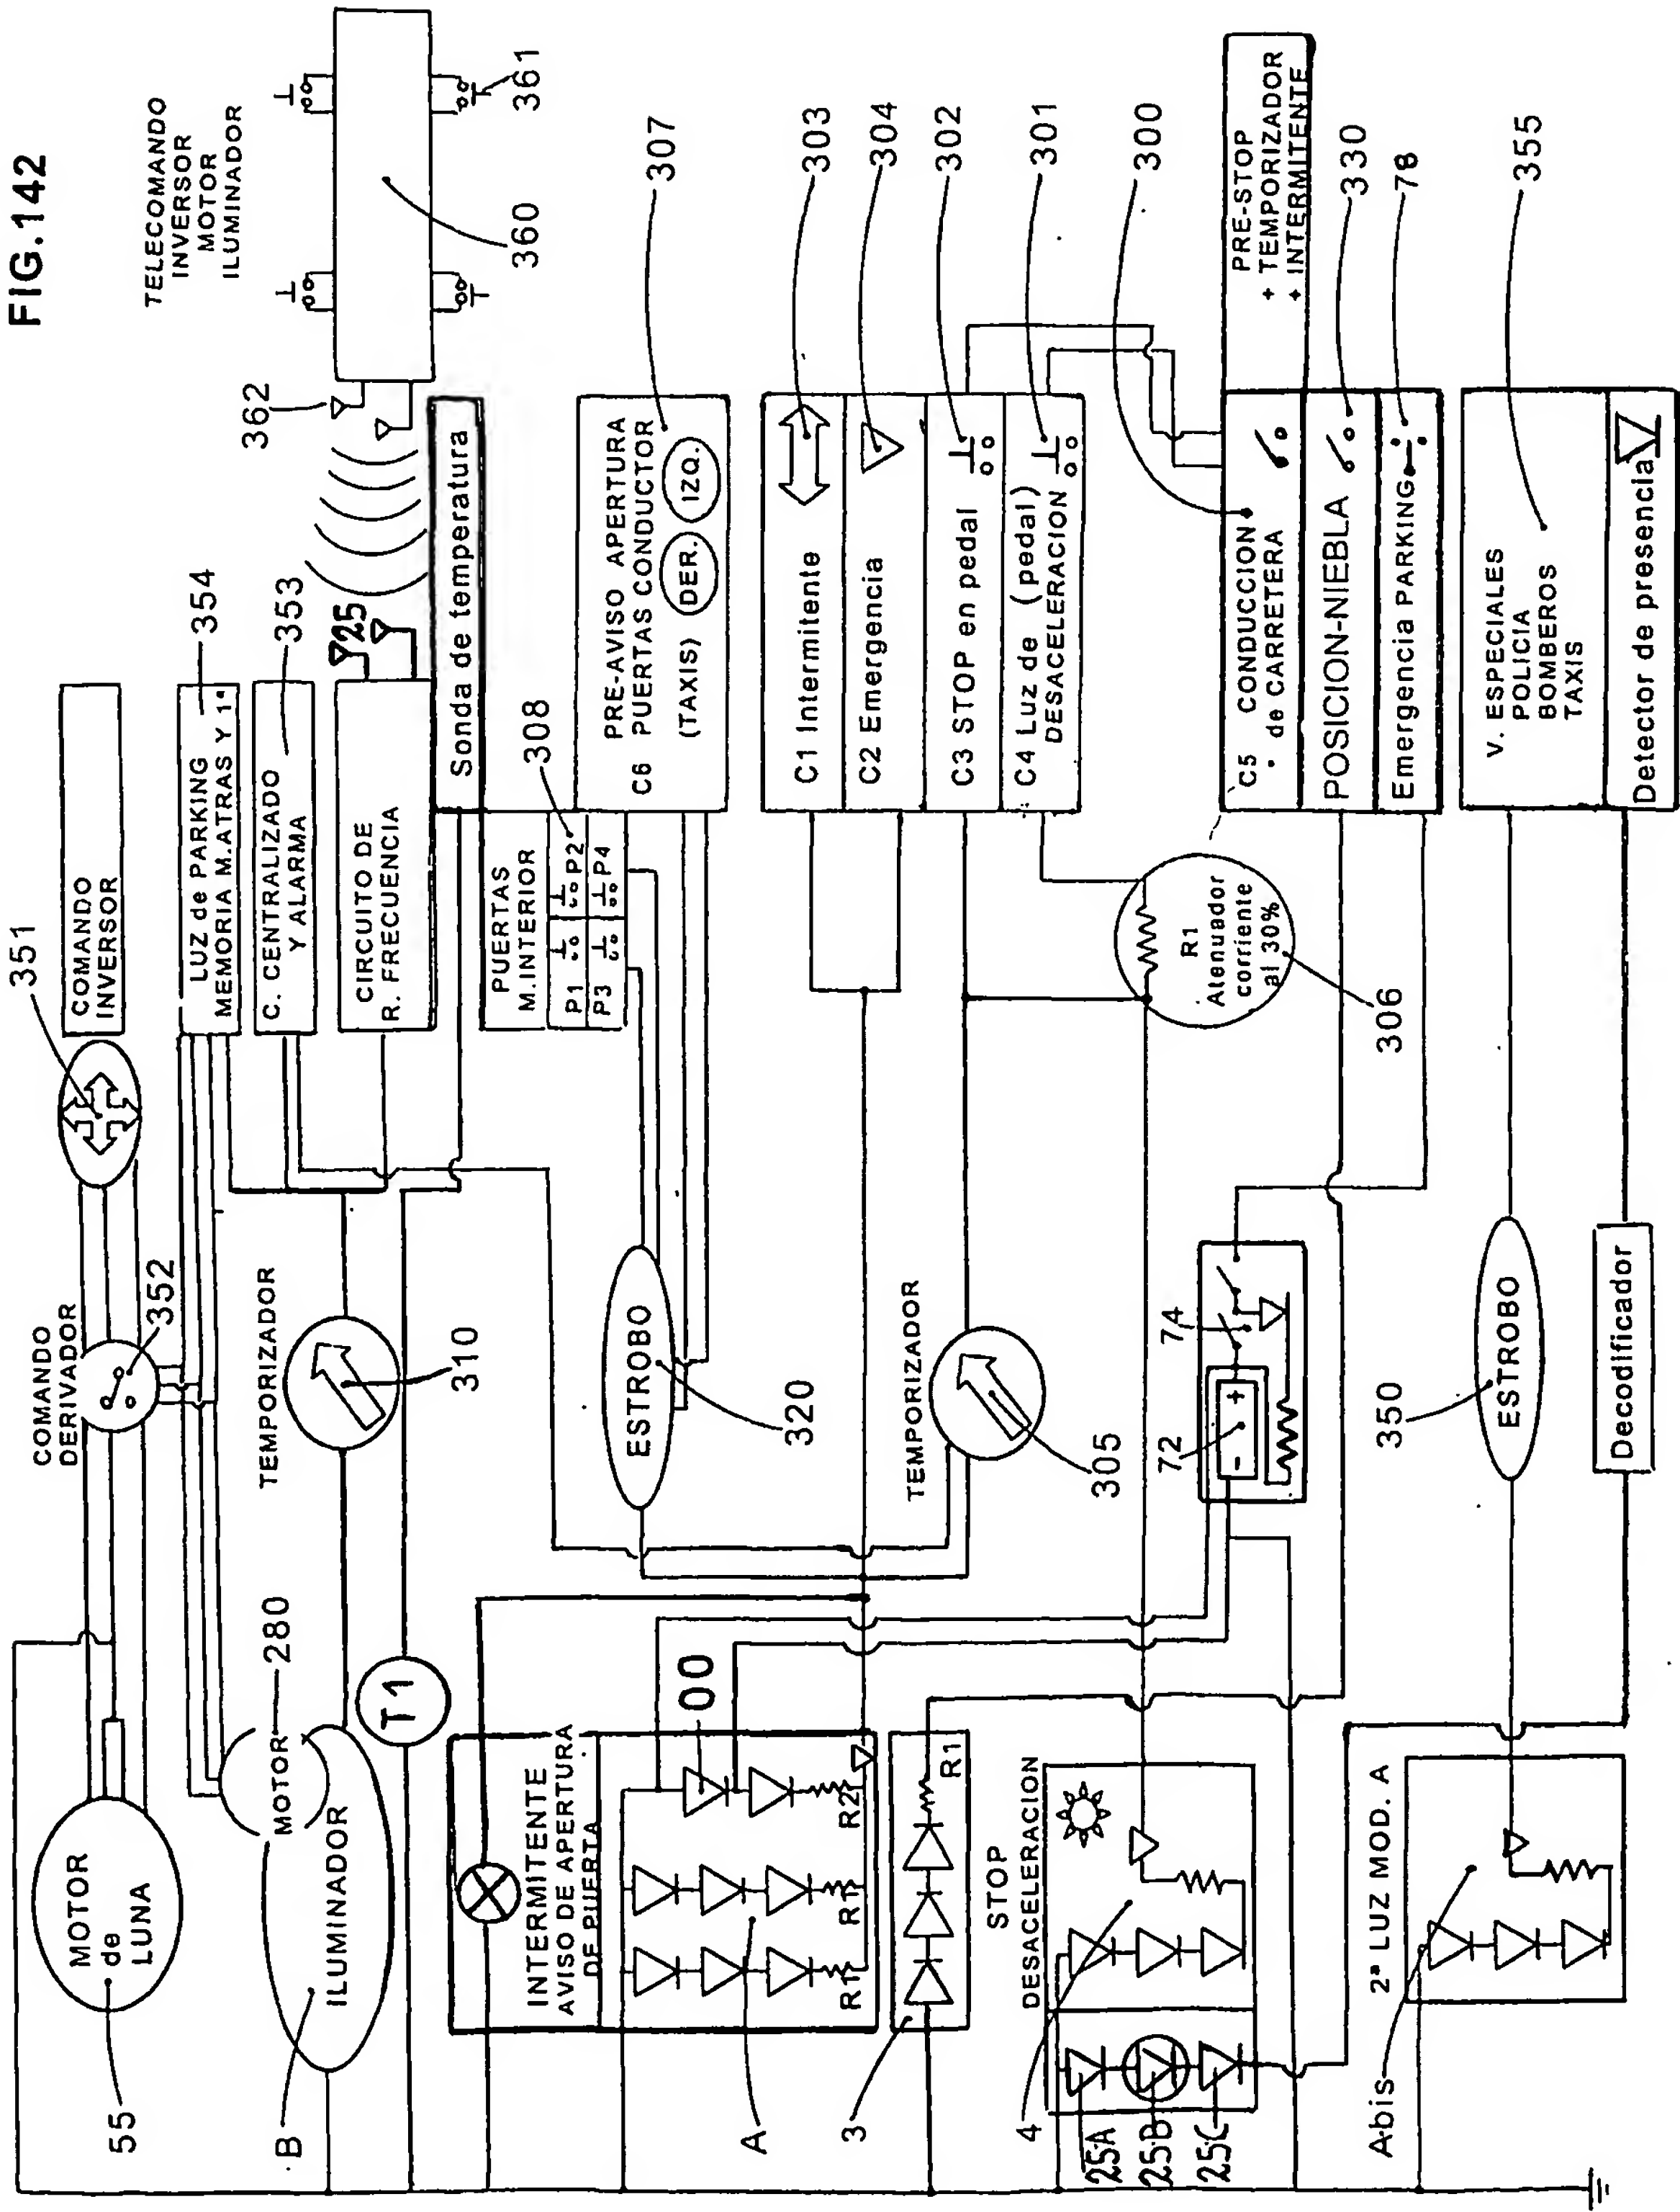 FIG.142
TELECOMANDO
INVERSOR
MOTOR
ILUMINADOR
361
360
362
351
COMANDO
INVERSOR
354
LUZ de PARKING
MEMORIA M.ATRAS Y 1ª
353
C. CENTRALIZADO
Y ALARMA
25
CIRCUITO DE
R. FRECUENCIA
Sonda de temperatura
308
PUERTAS
M.INTERIOR
P1
P2
P3
P4
307
PRE-AVISO APERTURA
C6 PUERTAS CONDUCTOR
(TAXIS)
DER.
IZQ.
303
C1 Intermitente
304
C2 Emergencia
302
C3 STOP en pedal
301
C4 Luz de (pedal)
DESACELERACION
300
PRE-STOP
+ TEMPORIZADOR
+ INTERMITENTE
C5 CONDUCCION
de CARRETERA
330
POSICION-NIEBLA
78
Emergencia PARKING
355
V. ESPECIALES
POLICIA
BOMBEROS
TAXIS
Detector de presencia
COMANDO
DERIVADOR
352
TEMPORIZADOR
310
ESTROBO
320
TEMPORIZADOR
305
R1
Atenuador
corriente
al 30%
306
74
72
+
-
350
ESTROBO
Decodificador
MOTOR
de
LUNA
55
MOTOR
280
ILUMINADOR
B
T1
INTERMITENTE
AVISO DE APERTURA
DE PUERTA
00
R1
R1
R2
A
R1
3
STOP
DESACELERACION
4
25A
25B
25C
2ª LUZ MOD. A
A-bis